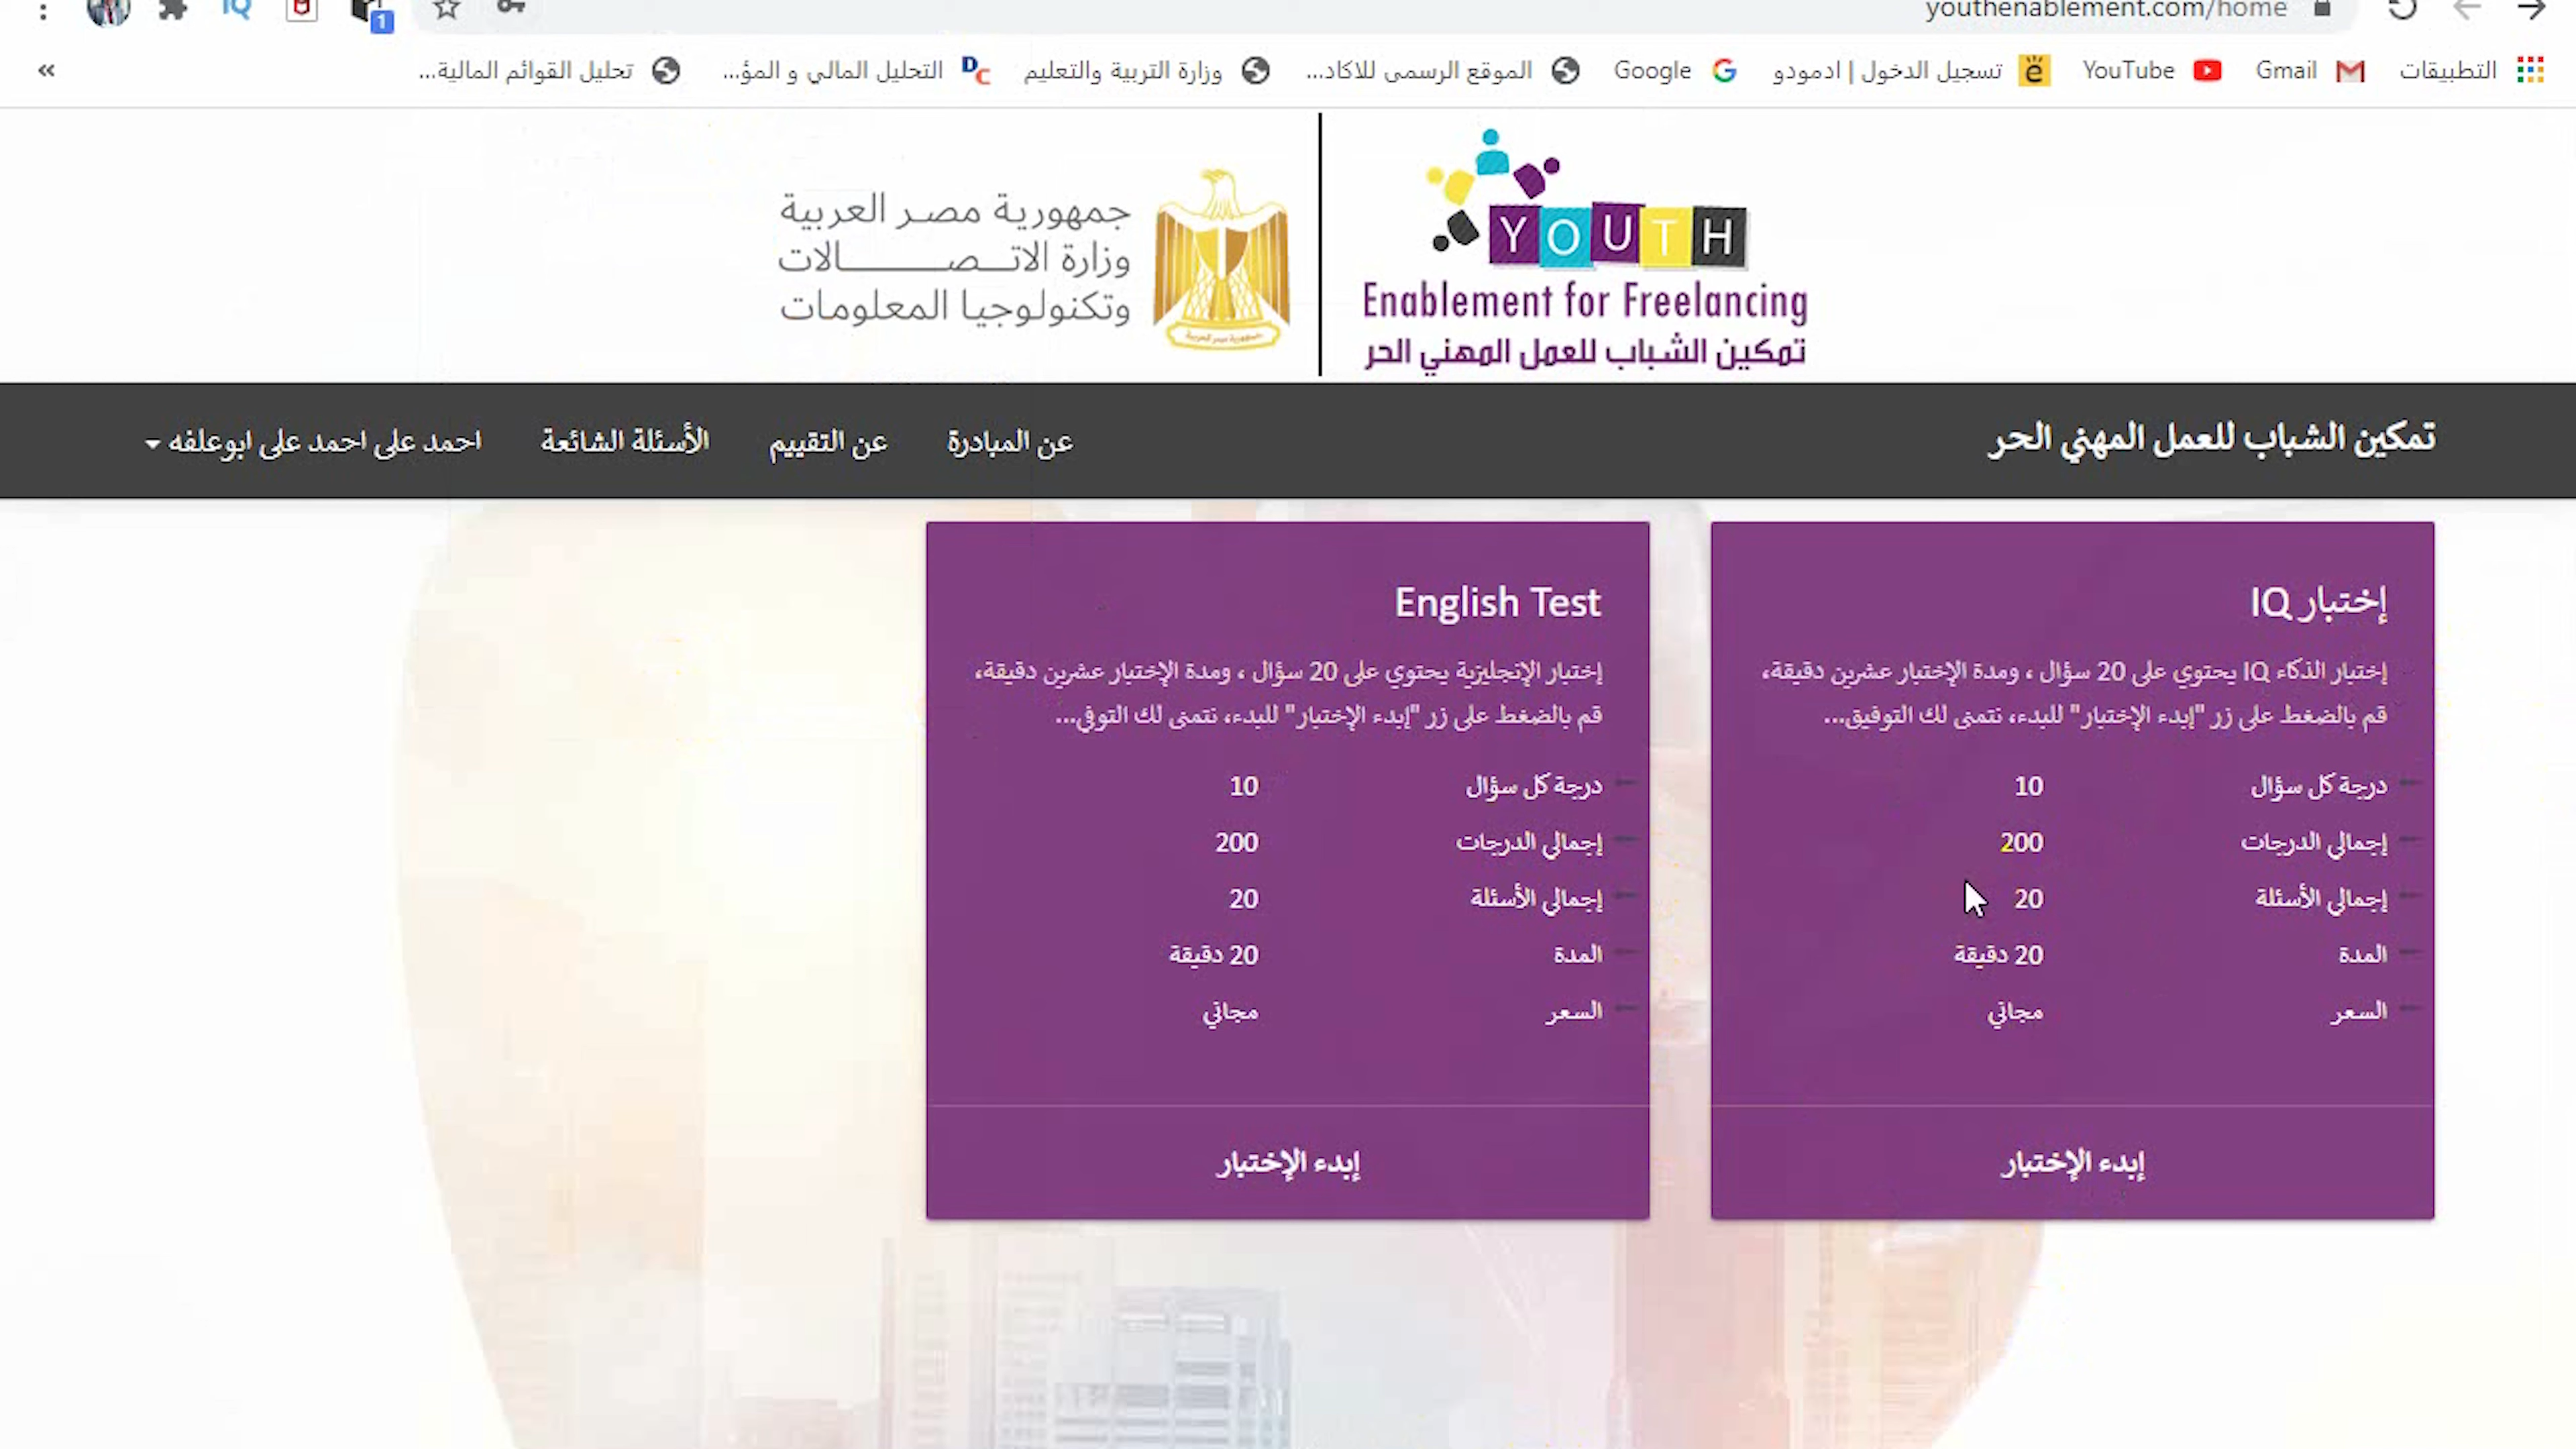 youthenablement.com/home
IQ
1
التطبيقات
Gmail
YouTube
تسجيل الدخول | ادمودو
Google
الموقع الرسمى للاكاد...
وزارة التربية والتعليم
التحليل المالي و المؤ...
تحليل القوائم المالية...
»
YOUTH
Enablement for Freelancing
تمكين الشباب للعمل المهني الحر
جمهورية مصر العربية
وزارة الاتصالات
وتكنولوجيا المعلومات
تمكين الشباب للعمل المهني الحر
عن المبادرة
عن التقييم
الأسئلة الشائعة
احمد على احمد على ابوعلفه
إختبار IQ
إختبار الذكاء IQ يحتوي على 20 سؤال ، ومدة الإختبار عشرين دقيقة،
قم بالضغط على زر "إبدء الإختبار" للبدء، نتمنى لك التوفيق...
درجة كل سؤال 10
إجمالي الدرجات 200
إجمالي الأسئلة 20
المدة 20 دقيقة
السعر مجاني
إبدء الإختبار
English Test
إختبار الإنجليزية يحتوي على 20 سؤال ، ومدة الإختبار عشرين دقيقة،
قم بالضغط على زر "إبدء الإختبار" للبدء، نتمنى لك التوفي...
درجة كل سؤال 10
إجمالي الدرجات 200
إجمالي الأسئلة 20
المدة 20 دقيقة
السعر مجاني
إبدء الإختبار